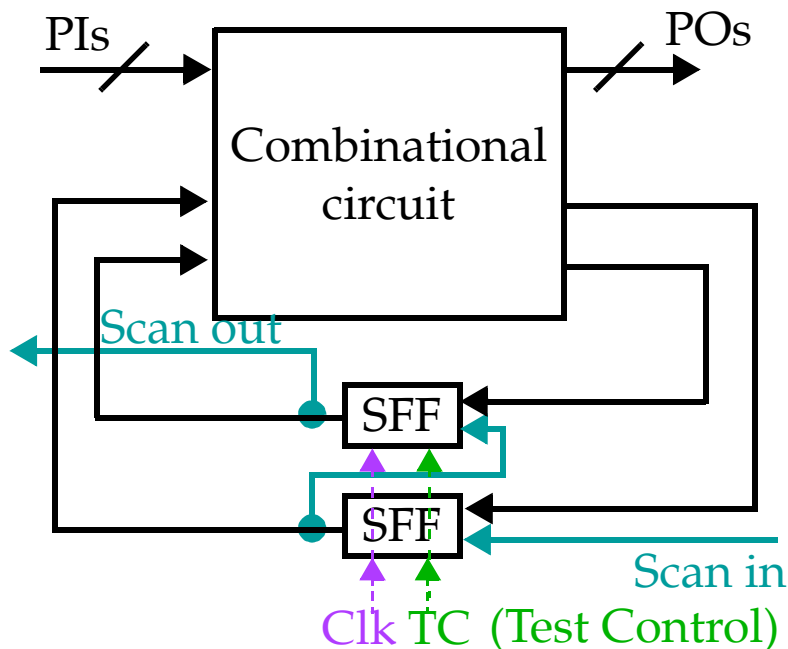 PIs
POs
Combinational
circuit
Scan out
SFF
SFF
Scan in
Clk TC (Test Control)